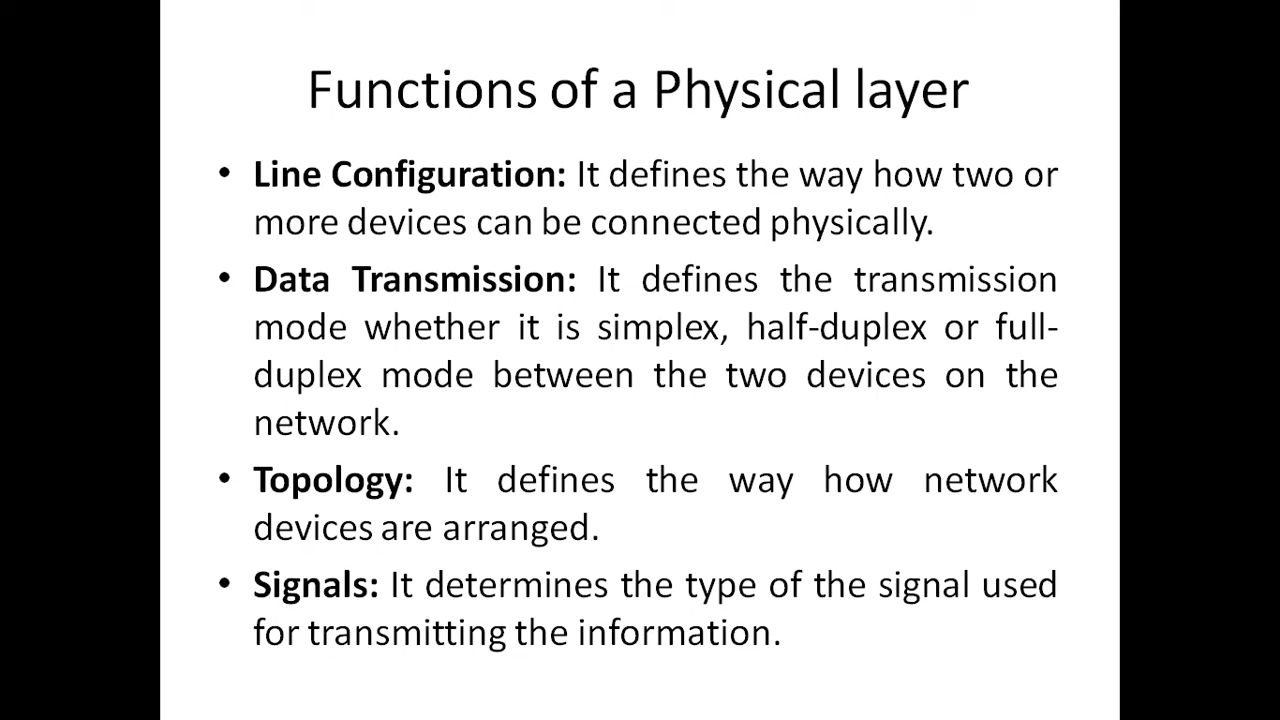 Functions of a Physical layer
• Line Configuration: It defines the way how two or
more devices can be connected physically.
• Data Transmission: It defines the transmission
mode whether it is simplex, half-duplex or full-
duplex mode between the two devices on the
network.
• Topology: It defines the way how network
devices are arranged.
• Signals: It determines the type of the signal used
for transmitting the information.